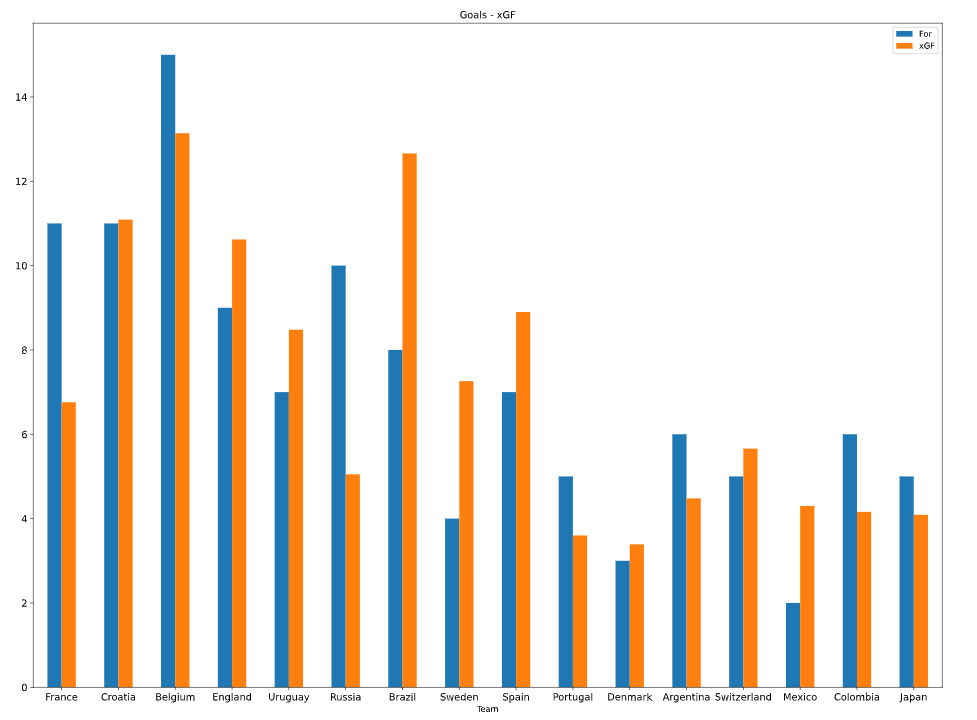 Goals - xGF
For
xGF
14
12
10
8
6
4
2
0
France Croatia Belgium England Uruguay Russia Brazil Sweden Spain Portugal Denmark Argentina Switzerland Mexico Colombia Japan
Team